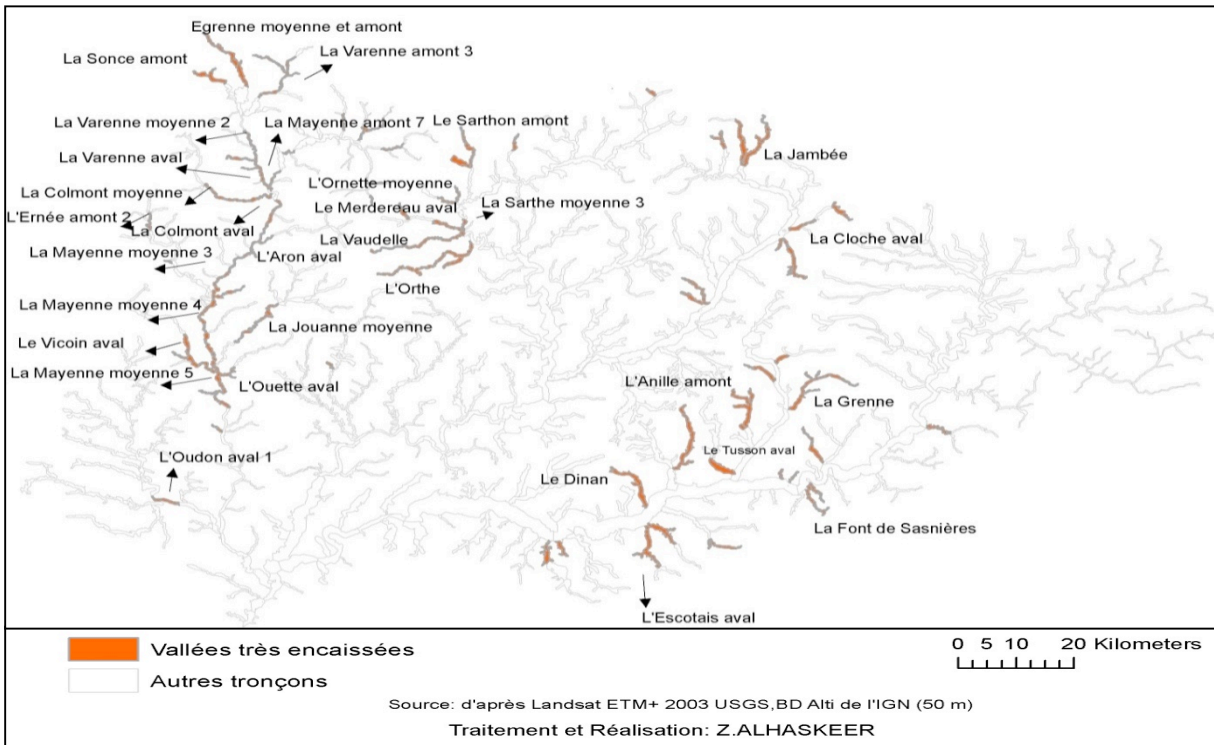 Egrenne moyenne et amont
La Varenne amont 3
La Sonce amont
La Varenne moyenne 2
La Mayenne amont 7
Le Sarthon amont
La Varenne aval
La Jambée
La Colmont moyenne
L'Ornette moyenne
L'Ernée amont 2
Le Merdereau aval
La Sarthe moyenne 3
La Colmont aval
La Vaudelle
La Cloche aval
La Mayenne moyenne 3
L'Aron aval
L'Orthe
La Mayenne moyenne 4
La Jouanne moyenne
Le Vicoin aval
La Mayenne moyenne 5
L'Ouette aval
L'Anille amont
La Grenne
L'Oudon aval 1
Le Tusson aval
Le Dinan
La Font de Sasnières
L'Escotais aval
Vallées très encaissées
0 5 10 20 Kilometers
Autres tronçons
Source: d'après Landsat ETM+ 2003 USGS,BD Alti de l'IGN (50 m)
Traitement et Réalisation: Z.ALHASKEER